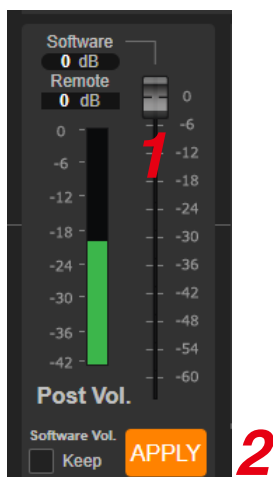 Software
0 dB
Remote
0 dB
0
-6
-12
-18
-24
-30
-36
-42
0
-6
-12
-18
-24
-30
-36
-42
-48
-54
-60
1
Post Vol.
Software Vol.
Keep
APPLY
2